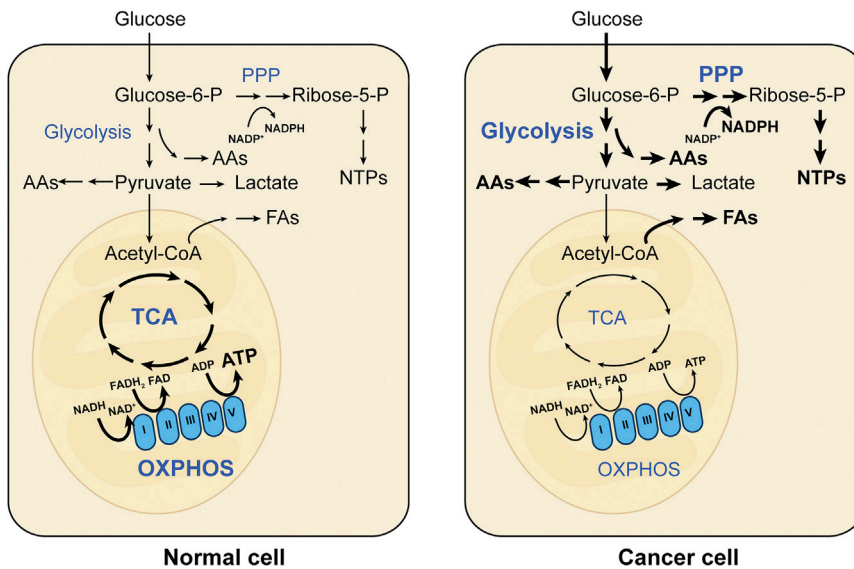 Glucose
PPP
Glucose-6-P
Ribose-5-P
Glycolysis
NADP⁺
NADPH
AAs
AAs
Pyruvate
Lactate
NTPs
FAs
Acetyl-CoA
TCA
FADH₂
FAD
ADP
ATP
NADH
NAD⁺
I
II
III
IV
V
OXPHOS
Normal cell
Glucose
PPP
Glucose-6-P
Ribose-5-P
Glycolysis
NADP⁺
NADPH
AAs
AAs
Pyruvate
Lactate
NTPs
FAs
Acetyl-CoA
TCA
FADH₂
FAD
ADP
ATP
NADH
NAD⁺
I
II
III
IV
V
OXPHOS
Cancer cell